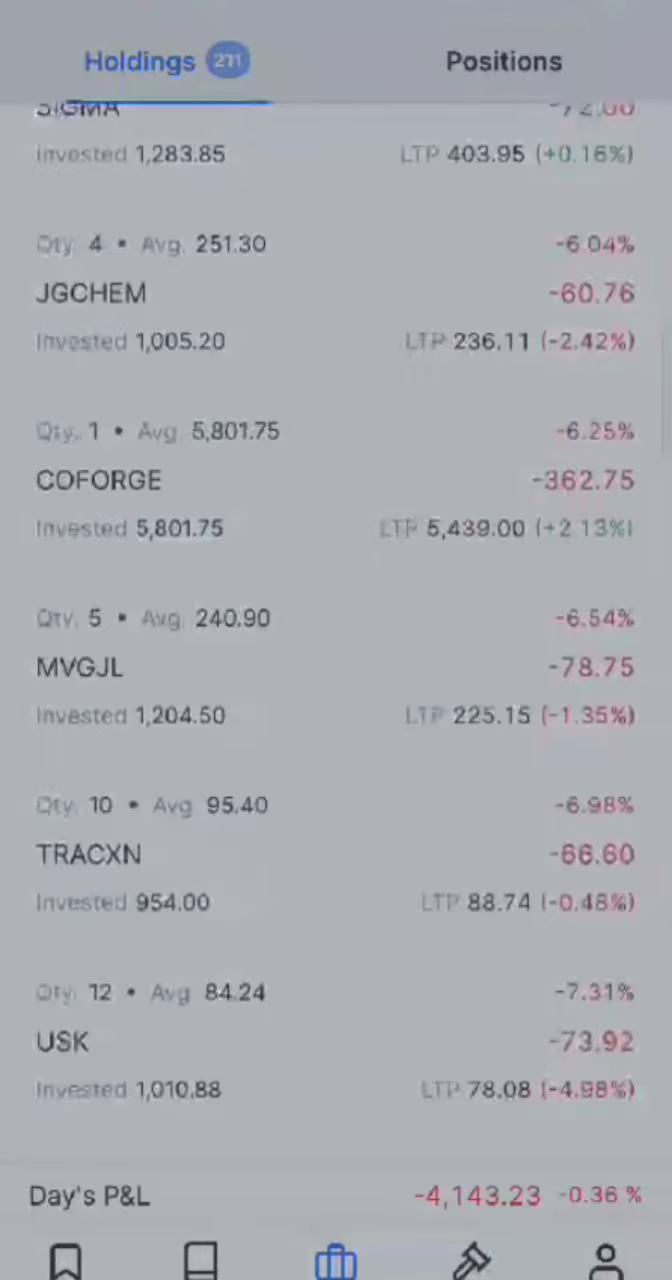 Holdings 211 Positions
SIGMA -72.00
Invested 1,283.85 LTP 403.95 (+0.16%)
Qty. 4 • Avg. 251.30 -6.04%
JGCHEM -60.76
Invested 1,005.20 LTP 236.11 (-2.42%)
Qty. 1 • Avg. 5,801.75 -6.25%
COFORGE -362.75
Invested 5,801.75 LTP 5,439.00 (+2.13%)
Qty. 5 • Avg. 240.90 -6.54%
MVGJL -78.75
Invested 1,204.50 LTP 225.15 (-1.35%)
Qty. 10 • Avg. 95.40 -6.98%
TRACXN -66.60
Invested 954.00 LTP 88.74 (-0.48%)
Qty. 12 • Avg. 84.24 -7.31%
USK -73.92
Invested 1,010.88 LTP 78.08 (-4.98%)
Day's P&L -4,143.23 -0.36 %